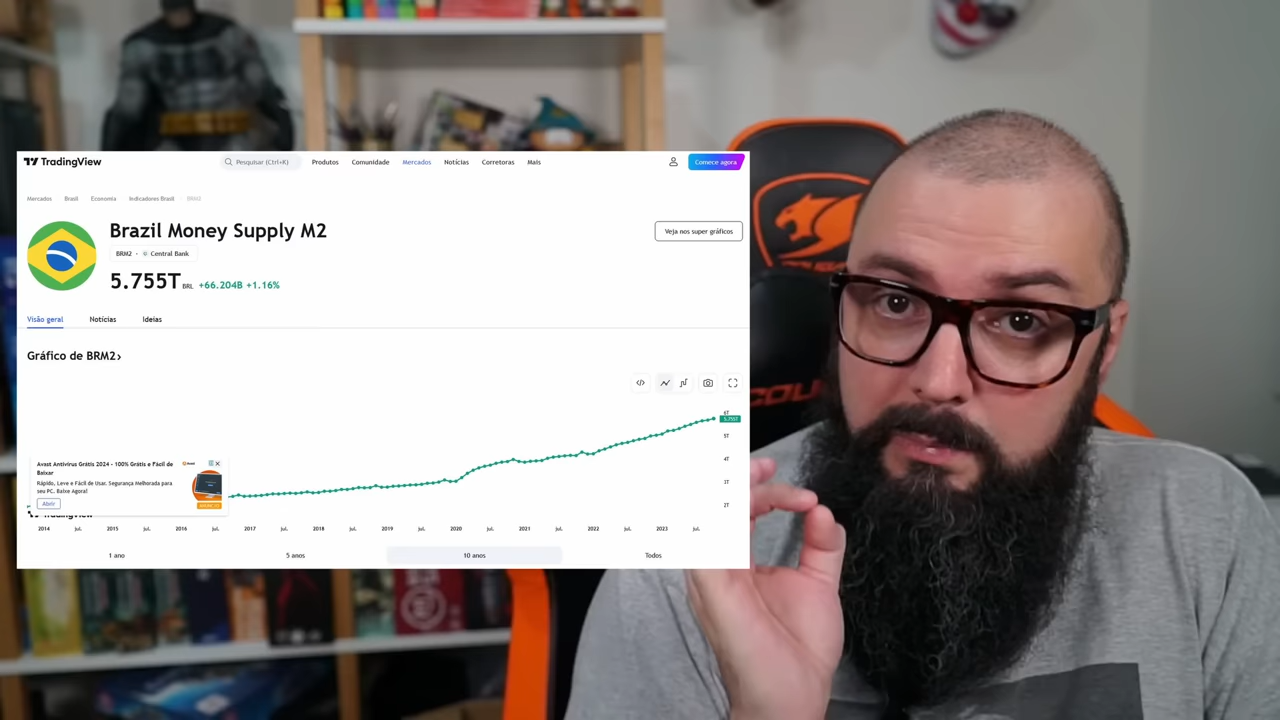 TradingView
Pesquisar (Ctrl+K)
Produtos
Comunidade
Mercados
Notícias
Corretoras
Mais
Comece agora
Mercados
Brasil
Economia
Indicadores Brasil
BRM2
Brazil Money Supply M2
Veja nos super gráficos
BRM2 • Central Bank
5.755T BRL +66.204B +1.16%
Visão geral
Notícias
Ideias
Gráfico de BRM2›
</>
6T
5.755T
5T
4T
3T
2T
Avast Antivirus Grátis 2024 - 100% Grátis e Fácil de
Baixar
Rápido, Leve e Fácil de Usar. Segurança Melhorada para
seu PC. Baixe Agora!
Abrir
TradingView
2014 jul. 2015 jul. 2016 jul. 2017 jul. 2018 jul. 2019 jul. 2020 jul. 2021 jul. 2022 jul. 2023 jul.
1 ano
5 anos
10 anos
Todos